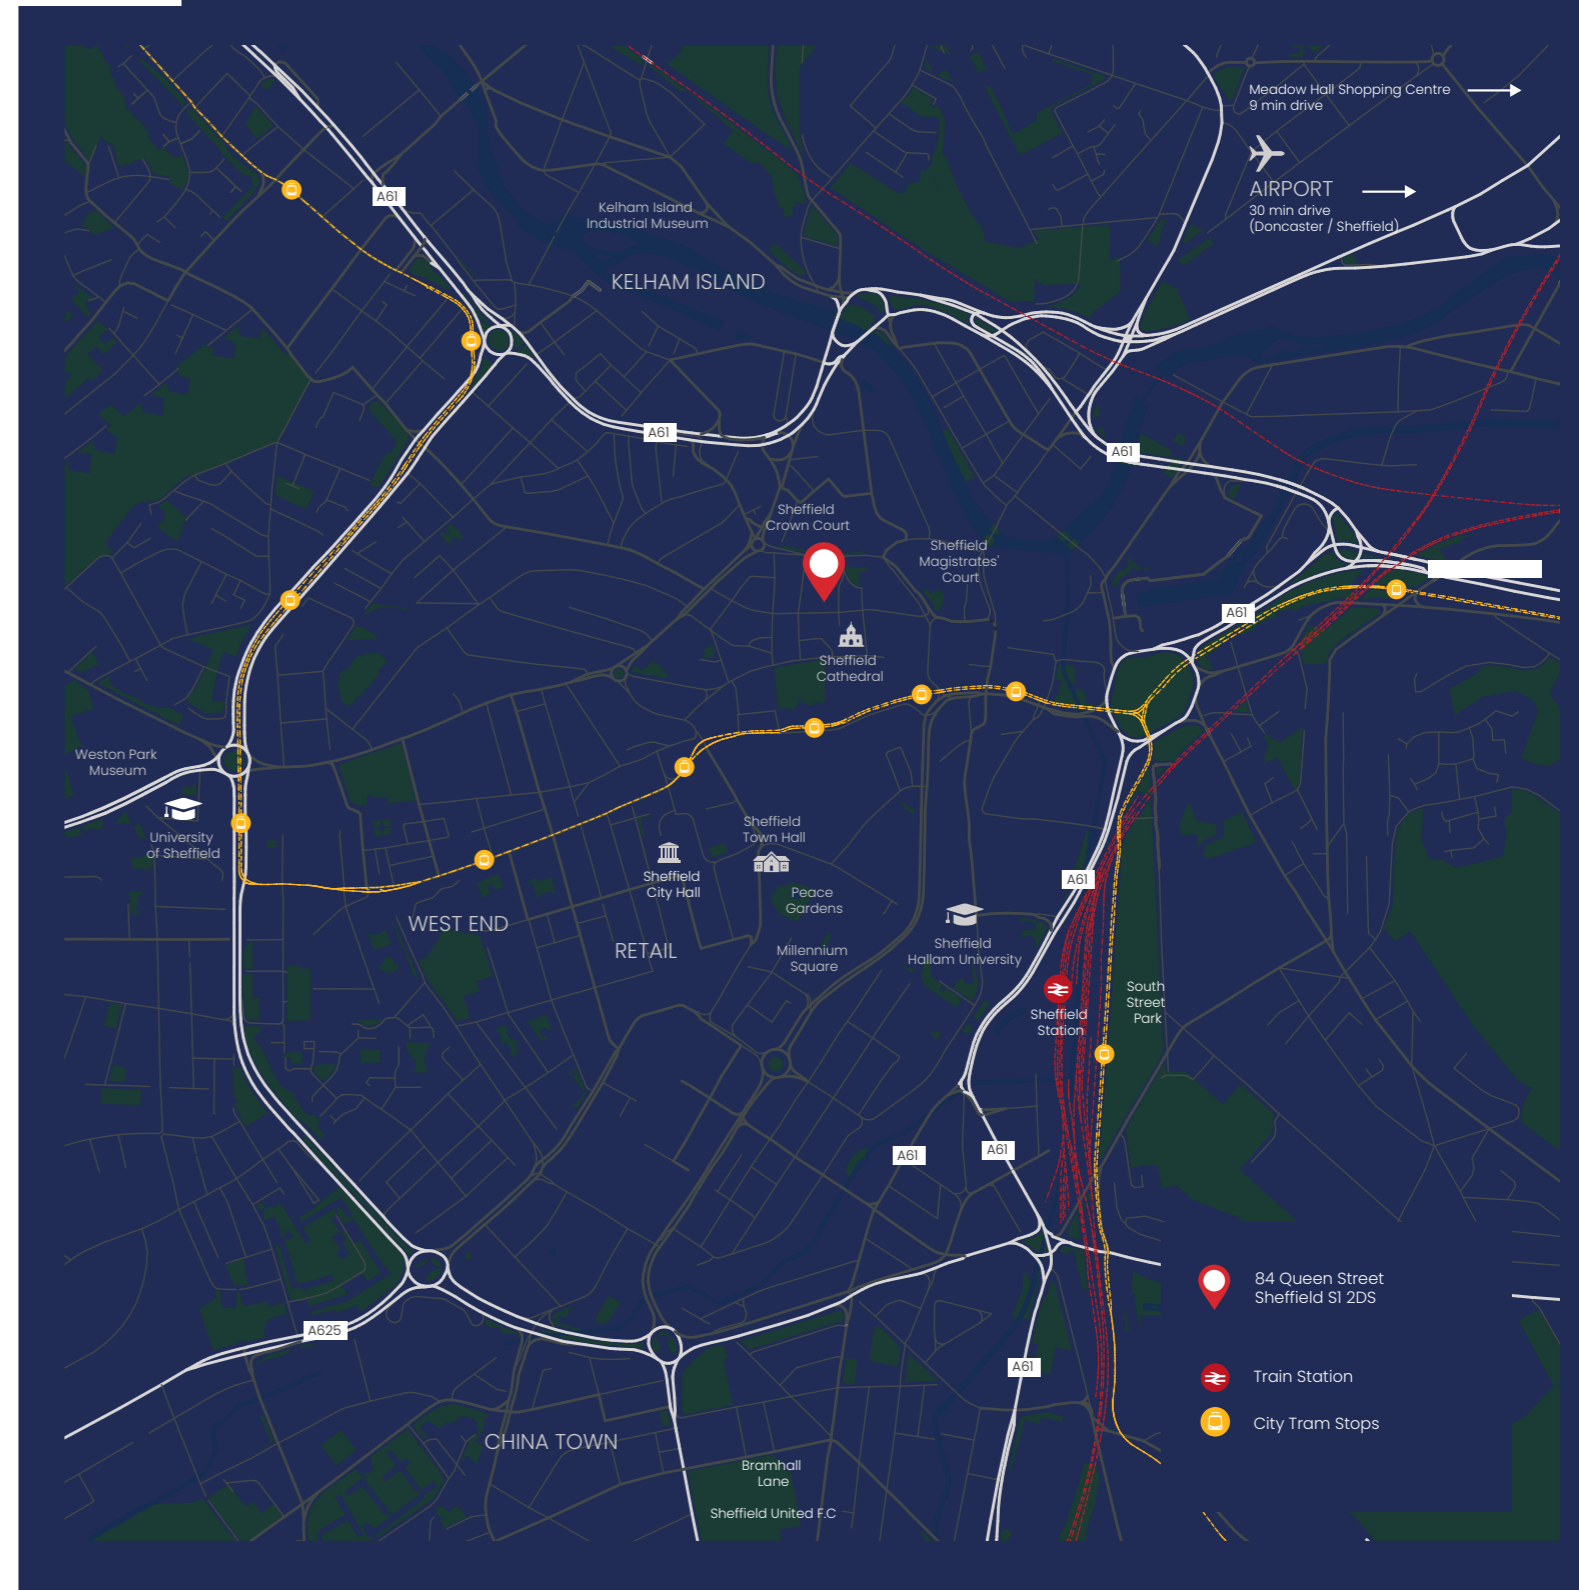 Meadow Hall Shopping Centre
9 min drive
AIRPORT
30 min drive
(Doncaster / Sheffield)
A61
Kelham Island
Industrial Museum
KELHAM ISLAND
A61
A61
Sheffield
Crown Court
Sheffield
Magistrates'
Court
A61
Sheffield
Cathedral
Weston Park
Museum
University
of Sheffield
Sheffield
Town Hall
Sheffield
City Hall
Peace
Gardens
A61
WEST END
RETAIL
Millennium
Square
Sheffield
Hallam University
South
Street
Park
Sheffield
Station
A61
A61
84 Queen Street
Sheffield S1 2DS
A625
A61
Train Station
City Tram Stops
CHINA TOWN
Bramhall
Lane
Sheffield United F.C